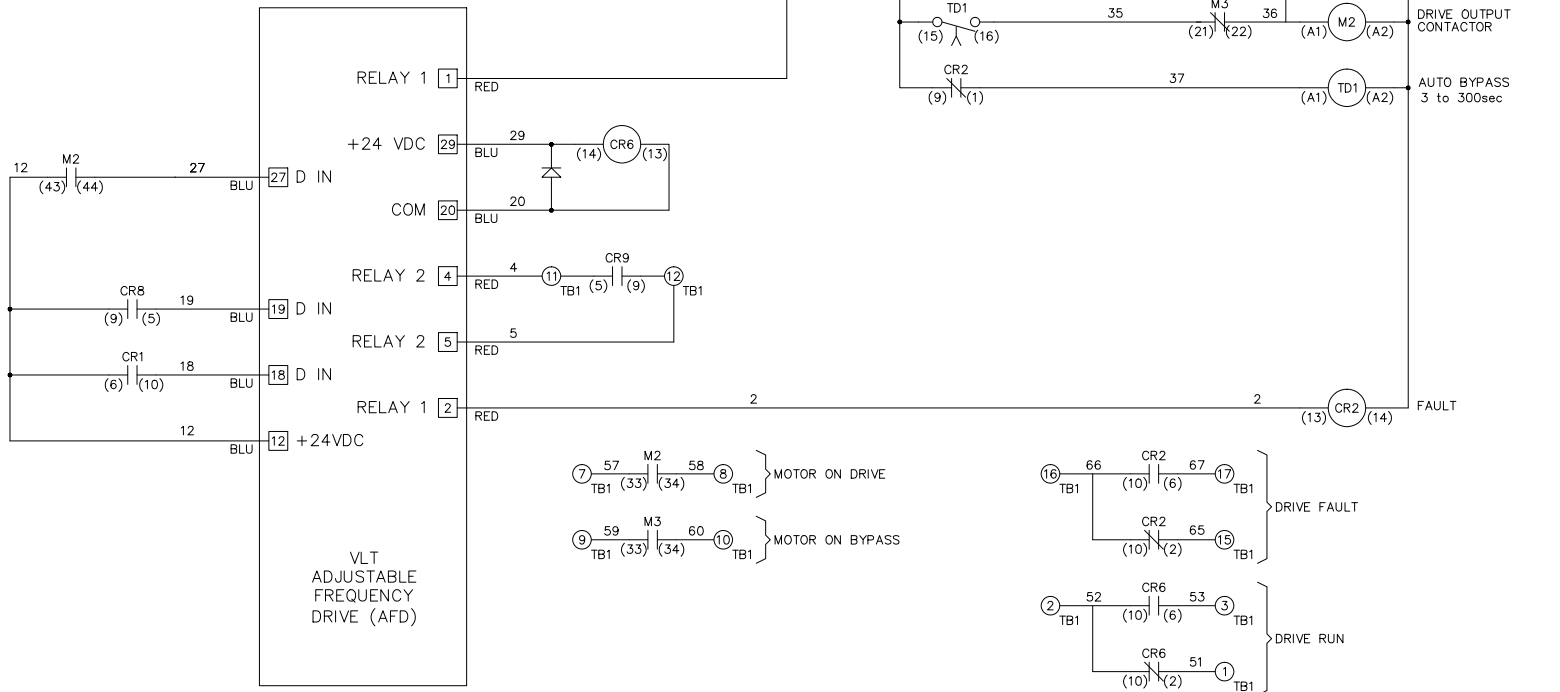 TD1
(15) (16)
35
M3
(21) (22)
36
(A1) M2 (A2)
DRIVE OUTPUT
CONTACTOR
RELAY 1 1
RED
CR2
(9) (1)
37
(A1) TD1 (A2)
AUTO BYPASS
3 to 300sec
+24 VDC 29
29
BLU
(14) CR6 (13)
12
M2
(43) (44)
27
BLU
27 D IN
COM 20
20
BLU
RELAY 2 4
4
RED
11
TB1
CR9
(5) (9)
12
TB1
CR8
(9) (5)
19
BLU
19 D IN
RELAY 2 5
5
RED
CR1
(6) (10)
18
BLU
18 D IN
RELAY 1 2
RED
2
2
(13) CR2 (14)
FAULT
12
BLU
12 +24VDC
7
TB1
57
M2
(33) (34)
58
8
TB1
MOTOR ON DRIVE
9
TB1
59
M3
(33) (34)
60
10
TB1
MOTOR ON BYPASS
16
TB1
66
CR2
(10) (6)
67
17
TB1
CR2
(10) (2)
65
15
TB1
DRIVE FAULT
2
TB1
52
CR6
(10) (6)
53
3
TB1
CR6
(10) (2)
51
1
TB1
DRIVE RUN
VLT
ADJUSTABLE
FREQUENCY
DRIVE (AFD)